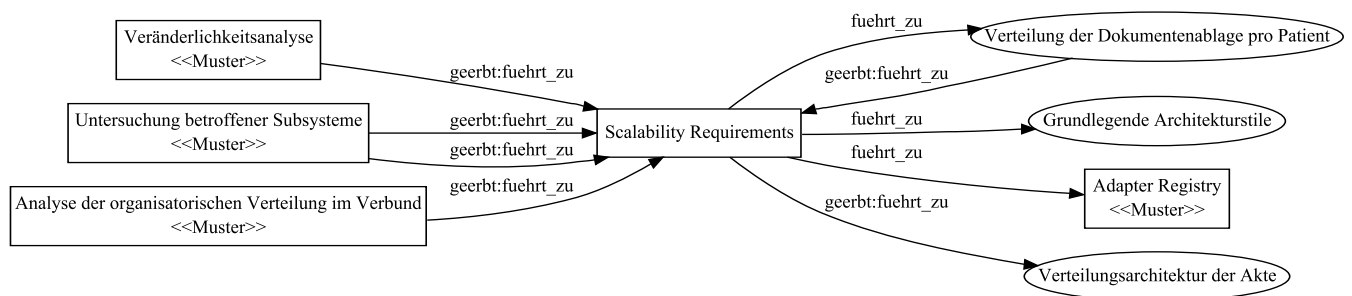 Veränderlichkeitsanalyse
<<Muster>>
Untersuchung betroffener Subsysteme
<<Muster>>
Analyse der organisatorischen Verteilung im Verbund
<<Muster>>
geerbt:fuehrt_zu
geerbt:fuehrt_zu
geerbt:fuehrt_zu
geerbt:fuehrt_zu
Scalability Requirements
fuehrt_zu
geerbt:fuehrt_zu
fuehrt_zu
fuehrt_zu
geerbt:fuehrt_zu
Verteilung der Dokumentenablage pro Patient
Grundlegende Architekturstile
Adapter Registry
<<Muster>>
Verteilungsarchitektur der Akte